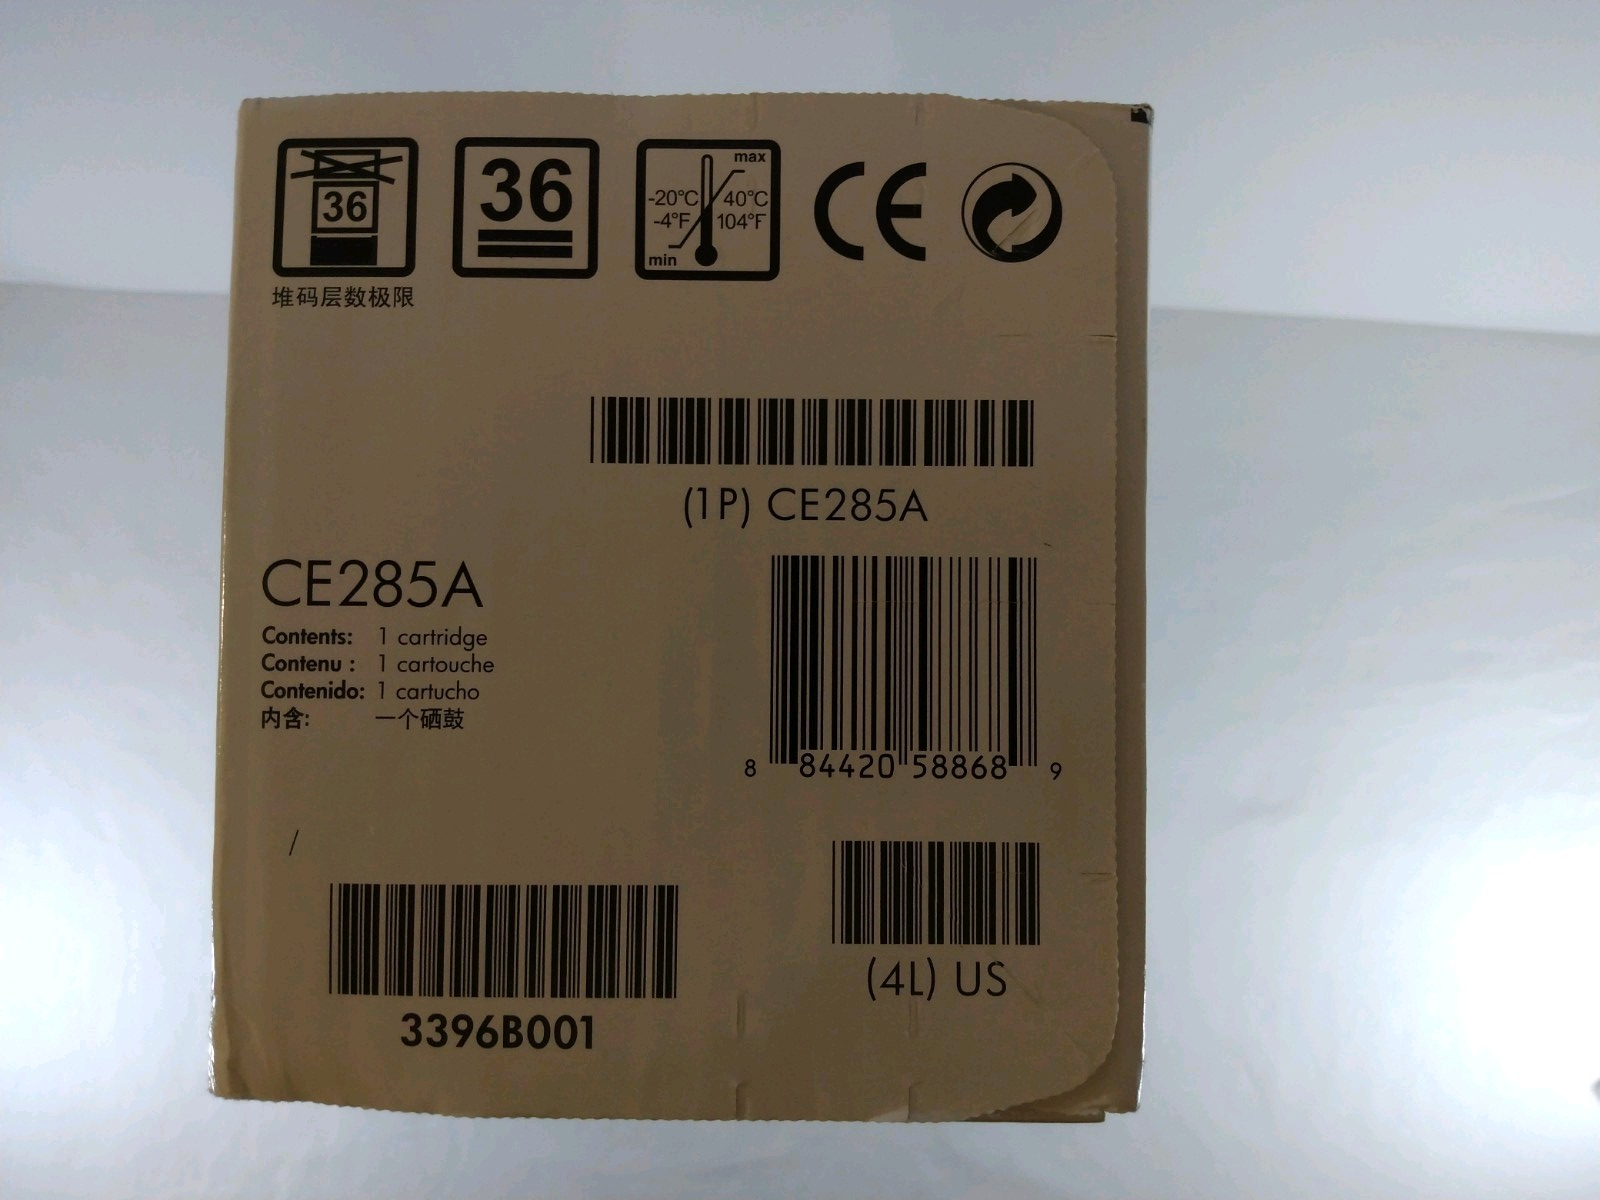 36
堆码层数极限
36
max
-20°C 40°C
-4°F 104°F
min
CE
(1P) CE285A
CE285A
Contents: 1 cartridge
Contenu : 1 cartouche
Contenido: 1 cartucho
内含: 一个硒鼓
8 84420 58868 9
/
3396B001
(4L) US